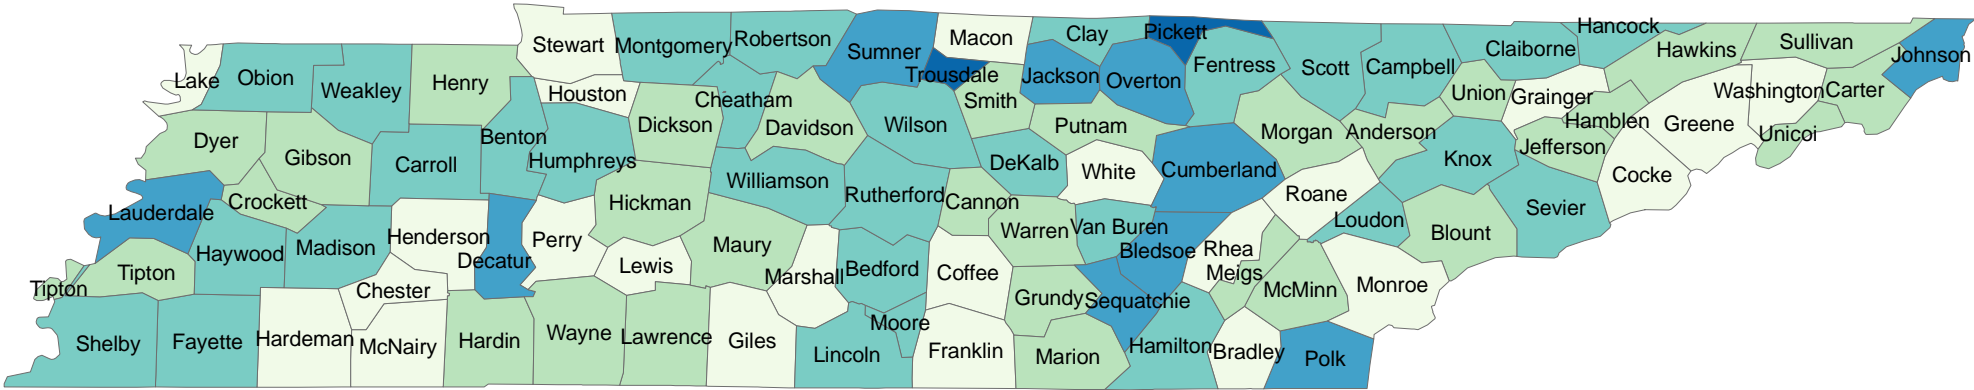 Stewart
Montgomery
Robertson
Sumner
Macon
Clay
Pickett
Trousdale
Jackson
Overton
Fentress
Scott
Campbell
Claiborne
Hancock
Hawkins
Sullivan
Johnson
Lake
Obion
Weakley
Henry
Houston
Cheatham
Smith
Union
Grainger
Washington
Carter
Dyer
Gibson
Carroll
Benton
Humphreys
Dickson
Davidson
Wilson
Putnam
Morgan
Anderson
Knox
Jefferson
Hamblen
Greene
Unicoi
Lauderdale
Crockett
Williamson
Rutherford
DeKalb
White
Cumberland
Roane
Cocke
Haywood
Madison
Henderson
Decatur
Perry
Hickman
Maury
Cannon
Warren
Van Buren
Bledsoe
Rhea
Loudon
Blount
Sevier
Tipton
Tipton
Chester
Lewis
Marshall
Bedford
Coffee
Grundy
Sequatchie
Meigs
McMinn
Monroe
Shelby
Fayette
Hardeman
McNairy
Hardin
Wayne
Lawrence
Giles
Lincoln
Moore
Franklin
Marion
Hamilton
Bradley
Polk